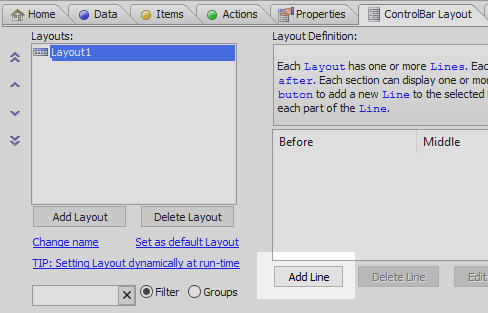 Home Data Items Actions Properties ControlBar Layout
Layouts:
Layout1
Add Layout Delete Layout
Change name Set as default Layout
TIP: Setting Layout dynamically at run-time
Filter Groups
Layout Definition:
Each Layout has one or more Lines. Eac
after. Each section can display one or m
buton to add a new Line to the selected
each part of the Line.
Before Middle
Add Line Delete Line Edit